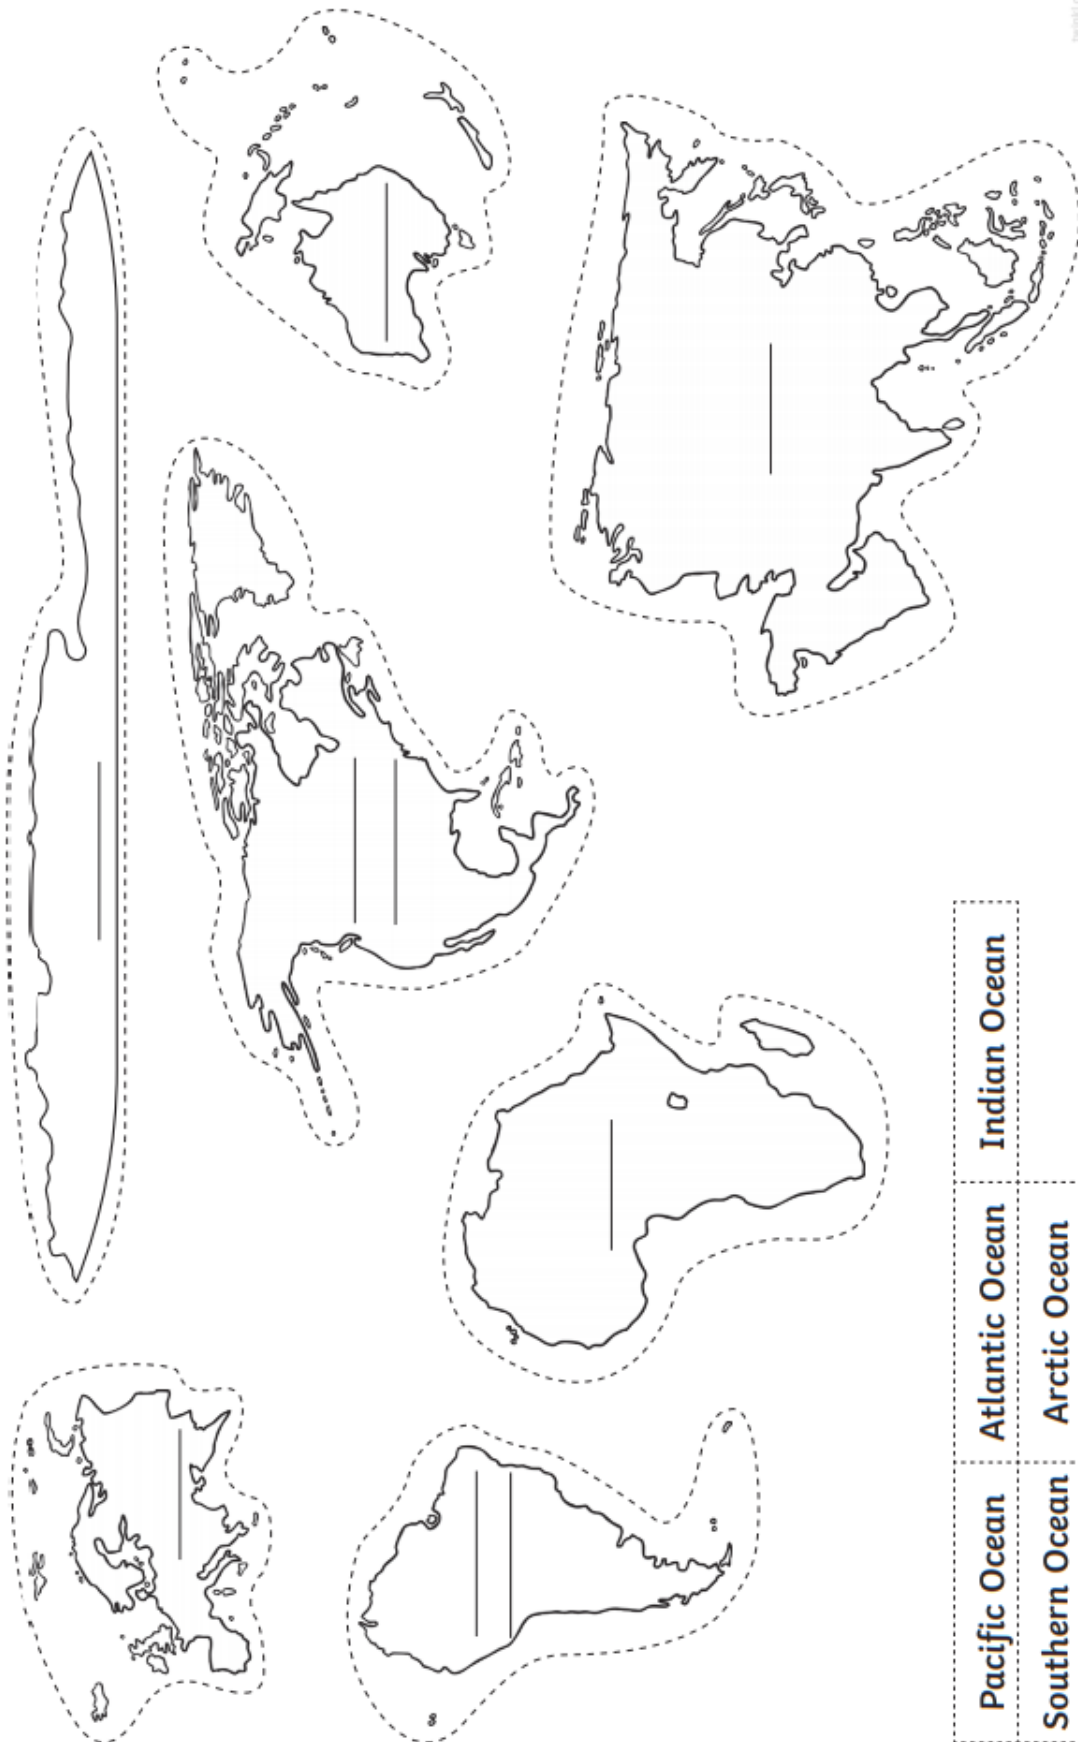 Pacific Ocean
Atlantic Ocean
Indian Ocean
Southern Ocean
Arctic Ocean